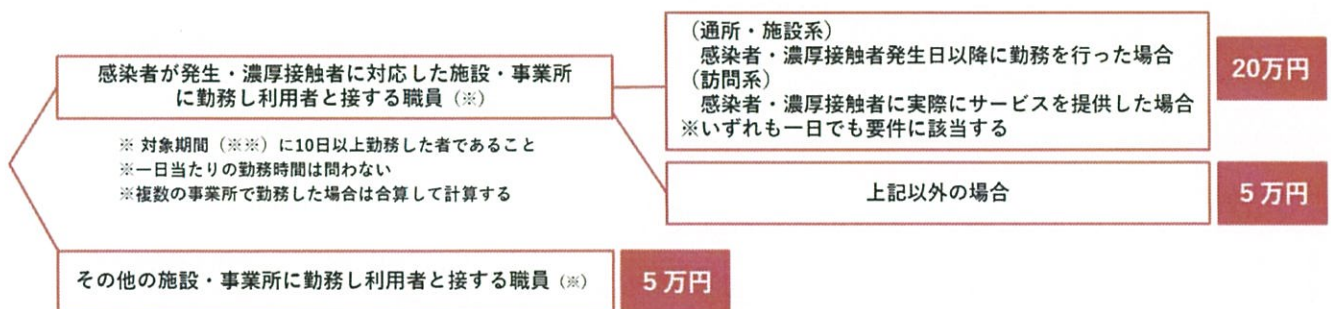 感染者が発生・濃厚接触者に対応した施設・事業所
に勤務し利用者と接する職員（※）
※ 対象期間（※※）に10日以上勤務した者であること
※一日当たりの勤務時間は問わない
※複数の事業所で勤務した場合は合算して計算する
（通所・施設系）
感染者・濃厚接触者発生日以降に勤務を行った場合
（訪問系）
感染者・濃厚接触者に実際にサービスを提供した場合
※いずれも一日でも要件に該当する
20万円
上記以外の場合
5万円
その他の施設・事業所に勤務し利用者と接する職員（※）
5万円